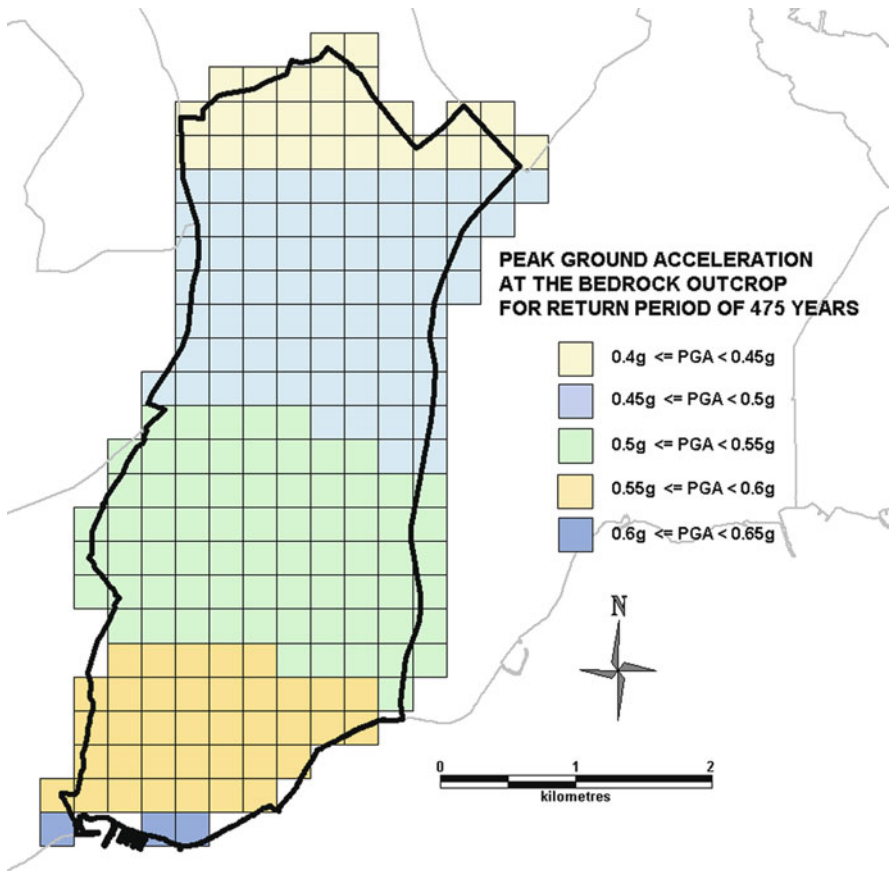 PEAK GROUND ACCELERATION
AT THE BEDROCK OUTCROP
FOR RETURN PERIOD OF 475 YEARS
0.4g <= PGA < 0.45g
0.45g <= PGA < 0.5g
0.5g <= PGA < 0.55g
0.55g <= PGA < 0.6g
0.6g <= PGA < 0.65g
N
0 1 2
kilometres